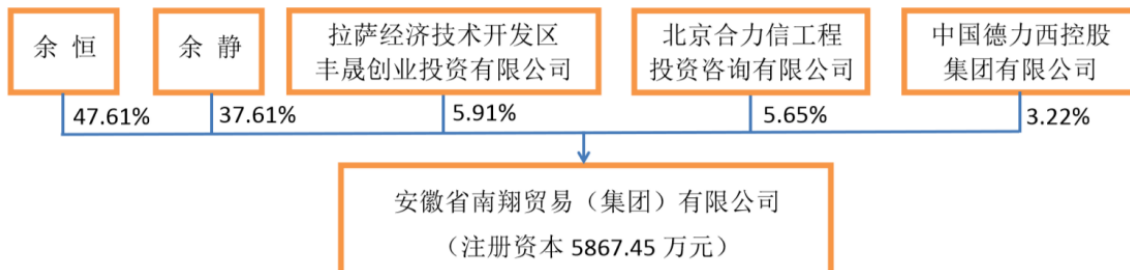 余 恒
余 静
拉萨经济技术开发区
丰晟创业投资有限公司
北京合力信工程
投资咨询有限公司
中国德力西控股
集团有限公司
47.61%
37.61%
5.91%
5.65%
3.22%
安徽省南翔贸易（集团）有限公司
（注册资本 5867.45 万元）